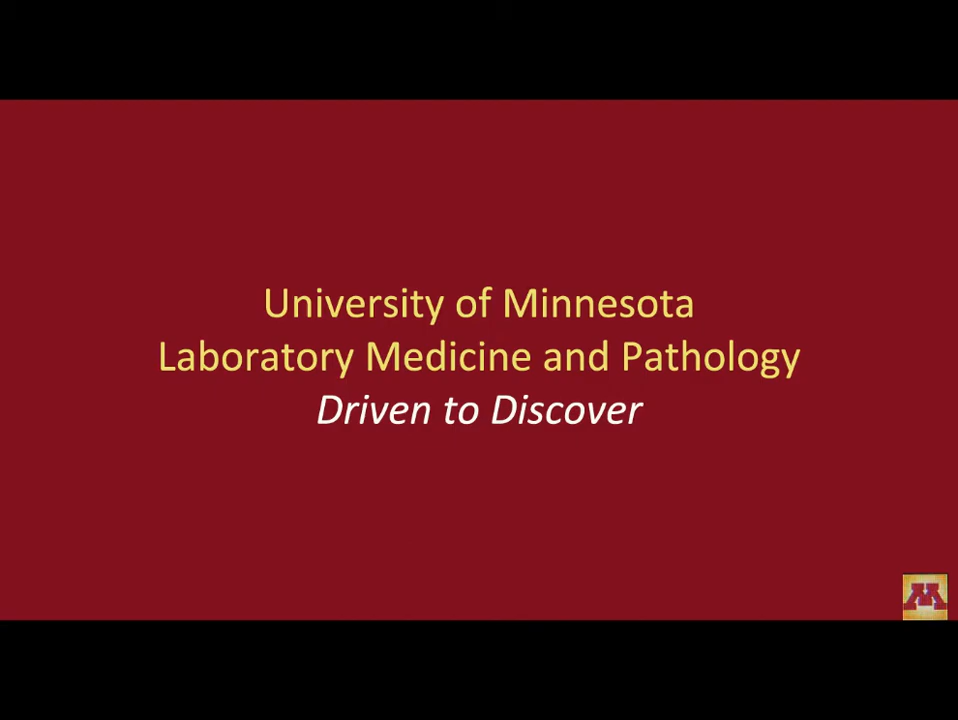 University of Minnesota
Laboratory Medicine and Pathology
Driven to Discover
M